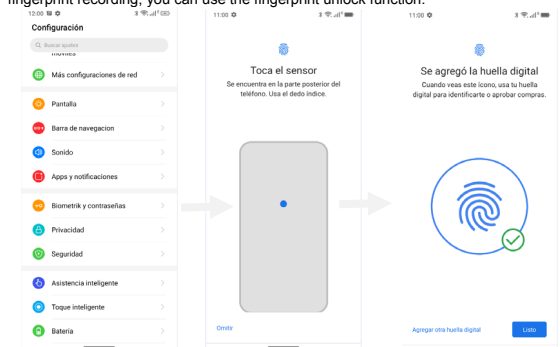 fingerprint recording, you can use the fingerprint unlock function.
12:00
Configuración
Buscar ajustes
móviles
Más configuraciones de red
Pantalla
Barra de navegacion
Sonido
Apps y notificaciones
Biometrik y contraseñas
Privacidad
Seguridad
Asistencia inteligente
Toque inteligente
Batería
11:00
Toca el sensor
Se encuentra en la parte posterior del
teléfono. Usa el dedo índice.
Omitir
11:00
Se agregó la huella digital
Cuando veas este ícono, usa tu huella
digital para identificarte o aprobar compras.
Agregar otra huella digital
Listo